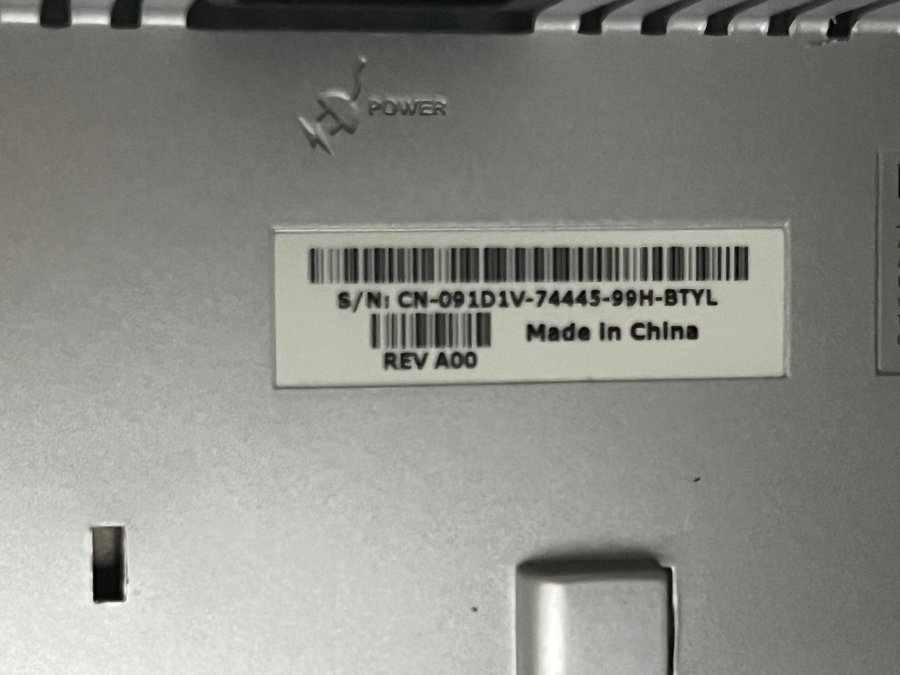 POWER
S/N: CN-091D1V-74445-99H-BTYL
Made in China
REV A00